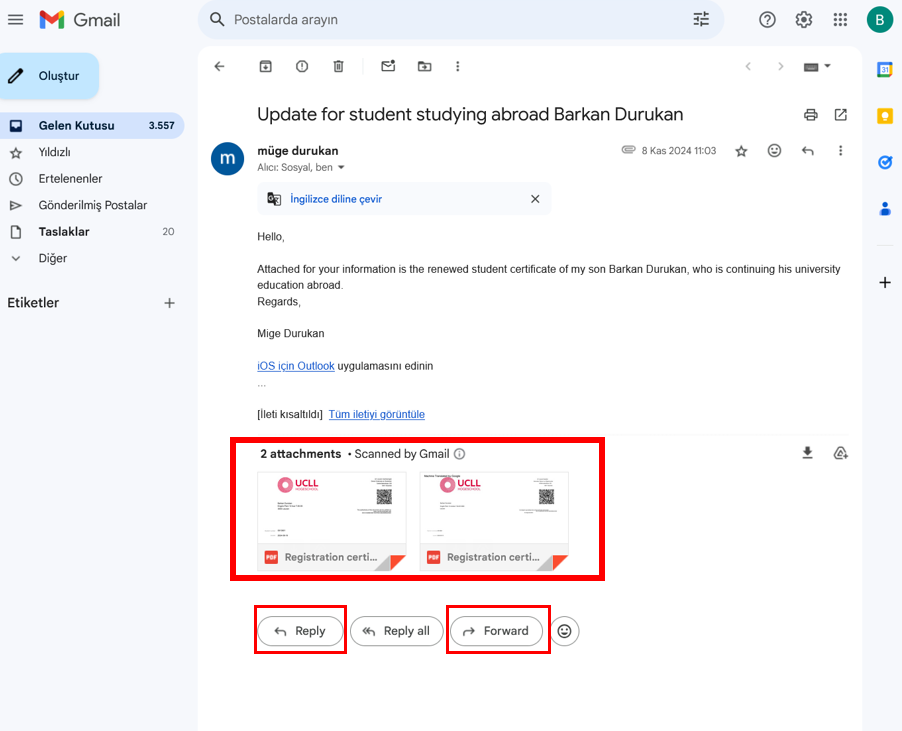 Gmail
Postalarda arayın
B
Oluştur
Gelen Kutusu 3.557
Yıldızlı
Ertelenenler
Gönderilmiş Postalar
Taslaklar 20
Diğer
Etiketler
Update for student studying abroad Barkan Durukan
m
müge durukan
8 Kas 2024 11:03
Alıcı: Sosyal, ben
İngilizce diline çevir
Hello,
Attached for your information is the renewed student certificate of my son Barkan Durukan, who is continuing his university
education abroad.
Regards,
Mige Durukan
iOS için Outlook uygulamasını edinin
...
[İleti kısaltıldı] Tüm iletiyi görüntüle
2 attachments • Scanned by Gmail
UCLL
UCLL
PDF Registration certi...
PDF Registration certi...
Reply
Reply all
Forward
31